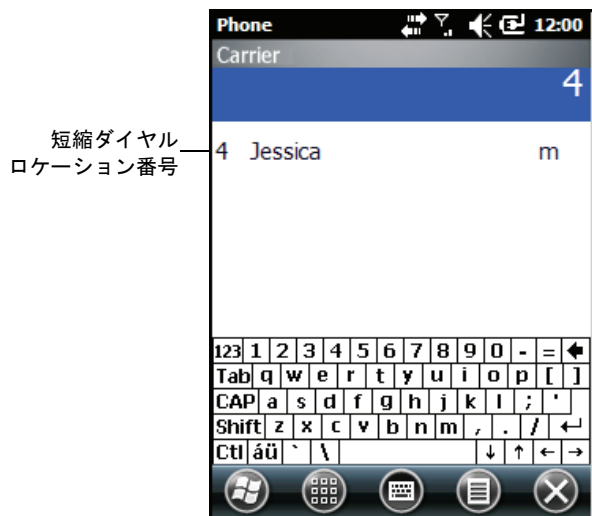 Phone 12:00
Carrier
4
短縮ダイヤル
ロケーション番号
4 Jessica m
123 1 2 3 4 5 6 7 8 9 0 - =
Tab q w e r t y u i o p [ ]
CAP a s d f g h j k l ; '
Shift z x c v b n m , . /
Ctl áü ` \ ↓ ↑ ← →